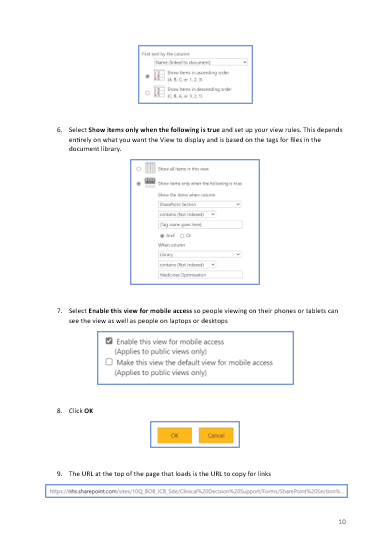 First sort by the column:
Name (linked to document)
Show items in ascending order
(A, B, C, or 1, 2, 3)
Show items in descending order
(C, B, A, or 3, 2, 1)
6. Select Show items only when the following is true and set up your view rules. This depends
entirely on what you want the View to display and is based on the tags for files in the
document library.
Show all items in this view
Show items only when the following is true:
Show the items when column
SharePoint Section
contains (Not Indexed)
[Tag name goes here]
And Or
When column
Library
contains (Not Indexed)
Medicines Optimisation
7. Select Enable this view for mobile access so people viewing on their phones or tablets can
see the view as well as people on laptops or desktops
Enable this view for mobile access
(Applies to public views only)
Make this view the default view for mobile access
(Applies to public views only)
8. Click OK
OK Cancel
9. The URL at the top of the page that loads is the URL to copy for links
https://nhs.sharepoint.com/sites/10Q_BOB_ICB_Site/Clinical%20Decision%20Support/Forms/SharePoint%20Section%...
10